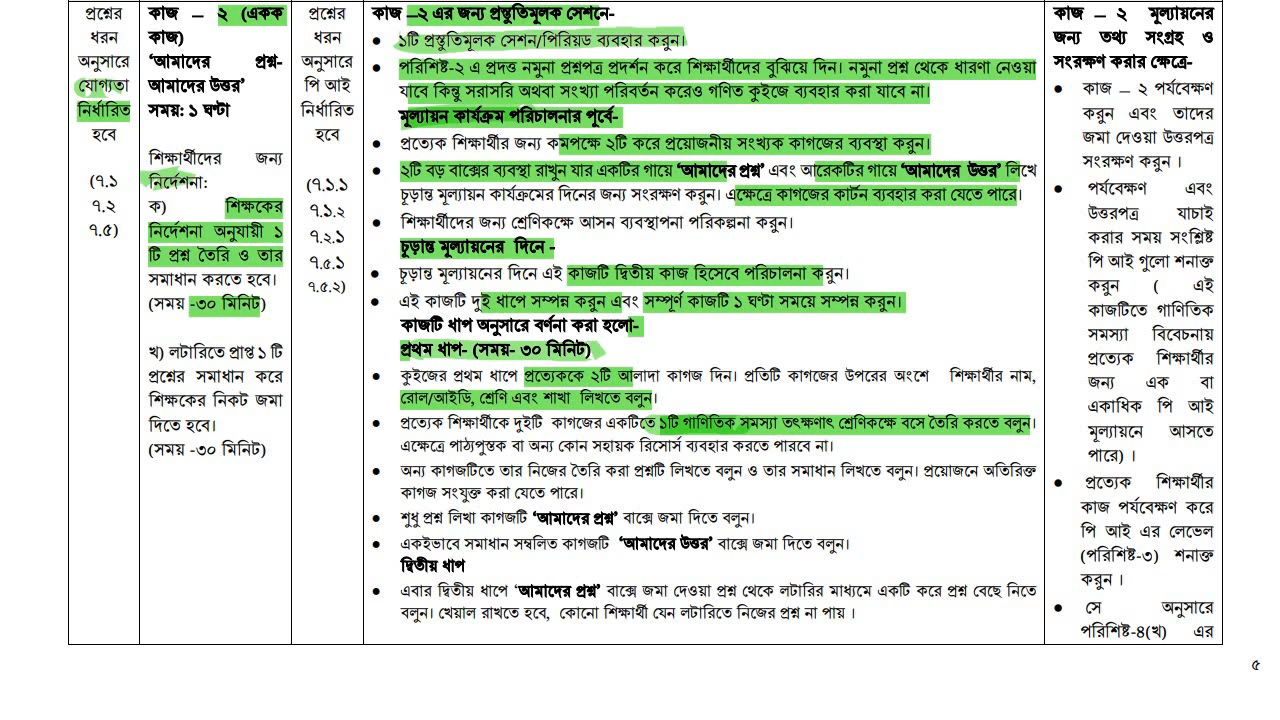 প্রশ্নের
ধরন
অনুসারে
যোগ্যতা
নির্ধারিত
হবে
(৭.১
৭.২
৭.৫)
কাজ – ২ (একক
কাজ)
‘আমাদের প্রশ্ন-
আমাদের উত্তর’
সময়: ১ ঘণ্টা
শিক্ষার্থীদের জন্য
নির্দেশনা:
ক) শিক্ষকের
নির্দেশনা অনুযায়ী ১
টি প্রশ্ন তৈরি ও তার
সমাধান করতে হবে।
(সময় -৩০ মিনিট)
খ) লটারিতে প্রাপ্ত ১ টি
প্রশ্নের সমাধান করে
শিক্ষকের নিকট জমা
দিতে হবে।
(সময় -৩০ মিনিট)
প্রশ্নের
ধরন
অনুসারে
পি আই
নির্ধারিত
হবে
(৭.১.১
৭.১.২
৭.২.১
৭.৫.১
৭.৫.২)
কাজ –২ এর জন্য প্রস্তুতিমূলক সেশনে-
● ১টি প্রস্তুতিমূলক সেশন/পিরিয়ড ব্যবহার করুন।
● পরিশিষ্ট-২ এ প্রদত্ত নমুনা প্রশ্নপত্র প্রদর্শন করে শিক্ষার্থীদের বুঝিয়ে দিন। নমুনা প্রশ্ন থেকে ধারণা নেওয়া
যাবে কিন্তু সরাসরি অথবা সংখ্যা পরিবর্তন করেও গণিত কুইজে ব্যবহার করা যাবে না।
মূল্যায়ন কার্যক্রম পরিচালনার পূর্বে-
● প্রত্যেক শিক্ষার্থীর জন্য কমপক্ষে ২টি করে প্রয়োজনীয় সংখ্যক কাগজের ব্যবস্থা করুন।
● ২টি বড় বাক্সের ব্যবস্থা রাখুন যার একটির গায়ে ‘আমাদের প্রশ্ন’ এবং আরেকটির গায়ে ‘আমাদের উত্তর’ লিখে
চূড়ান্ত মূল্যায়ন কার্যক্রমের দিনের জন্য সংরক্ষণ করুন। এক্ষেত্রে কাগজের কার্টন ব্যবহার করা যেতে পারে।
● শিক্ষার্থীদের জন্য শ্রেণিকক্ষে আসন ব্যবস্থাপনা পরিকল্পনা করুন।
চূড়ান্ত মূল্যায়নের দিনে -
● চূড়ান্ত মূল্যায়নের দিনে এই কাজটি দ্বিতীয় কাজ হিসেবে পরিচালনা করুন।
● এই কাজটি দুই ধাপে সম্পন্ন করুন এবং সম্পূর্ণ কাজটি ১ ঘণ্টা সময়ে সম্পন্ন করুন।
কাজটি ধাপ অনুসারে বর্ণনা করা হলো-
প্রথম ধাপ- (সময়- ৩০ মিনিট)
● কুইজের প্রথম ধাপে প্রত্যেককে ২টি আলাদা কাগজ দিন। প্রতিটি কাগজের উপরের অংশে শিক্ষার্থীর নাম,
রোল/আইডি, শ্রেণি এবং শাখা লিখতে বলুন।
● প্রত্যেক শিক্ষার্থীকে দুইটি কাগজের একটিতে ১টি গাণিতিক সমস্যা তৎক্ষণাৎ শ্রেণিকক্ষে বসে তৈরি করতে বলুন।
এক্ষেত্রে পাঠ্যপুস্তক বা অন্য কোন সহায়ক রিসোর্স ব্যবহার করতে পারবে না।
● অন্য কাগজটিতে তার নিজের তৈরি করা প্রশ্নটি লিখতে বলুন ও তার সমাধান লিখতে বলুন। প্রয়োজনে অতিরিক্ত
কাগজ সংযুক্ত করা যেতে পারে।
● শুধু প্রশ্ন লিখা কাগজটি ‘আমাদের প্রশ্ন’ বাক্সে জমা দিতে বলুন।
● একইভাবে সমাধান সম্বলিত কাগজটি ‘আমাদের উত্তর’ বাক্সে জমা দিতে বলুন।
দ্বিতীয় ধাপ
● এবার দ্বিতীয় ধাপে ‘আমাদের প্রশ্ন’ বাক্সে জমা দেওয়া প্রশ্ন থেকে লটারির মাধ্যমে একটি করে প্রশ্ন বেছে নিতে
বলুন। খেয়াল রাখতে হবে, কোনো শিক্ষার্থী যেন লটারিতে নিজের প্রশ্ন না পায় ।
কাজ – ২ মূল্যায়নের
জন্য তথ্য সংগ্রহ ও
সংরক্ষণ করার ক্ষেত্রে-
● কাজ – ২ পর্যবেক্ষণ
করুন এবং তাদের
জমা দেওয়া উত্তরপত্র
সংরক্ষণ করুন ।
● পর্যবেক্ষণ এবং
উত্তরপত্র যাচাই
করার সময় সংশ্লিষ্ট
পি আই গুলো শনাক্ত
করুন ( এই
কাজটিতে গাণিতিক
সমস্যা বিবেচনায়
প্রত্যেক শিক্ষার্থীর
জন্য এক বা
একাধিক পি আই
মূল্যায়নে আসতে
পারে) ।
● প্রত্যেক শিক্ষার্থীর
কাজ পর্যবেক্ষণ করে
পি আই এর লেভেল
(পরিশিষ্ট-৩) শনাক্ত
করুন ।
● সে অনুসারে
পরিশিষ্ট-৪(খ) এর
৫